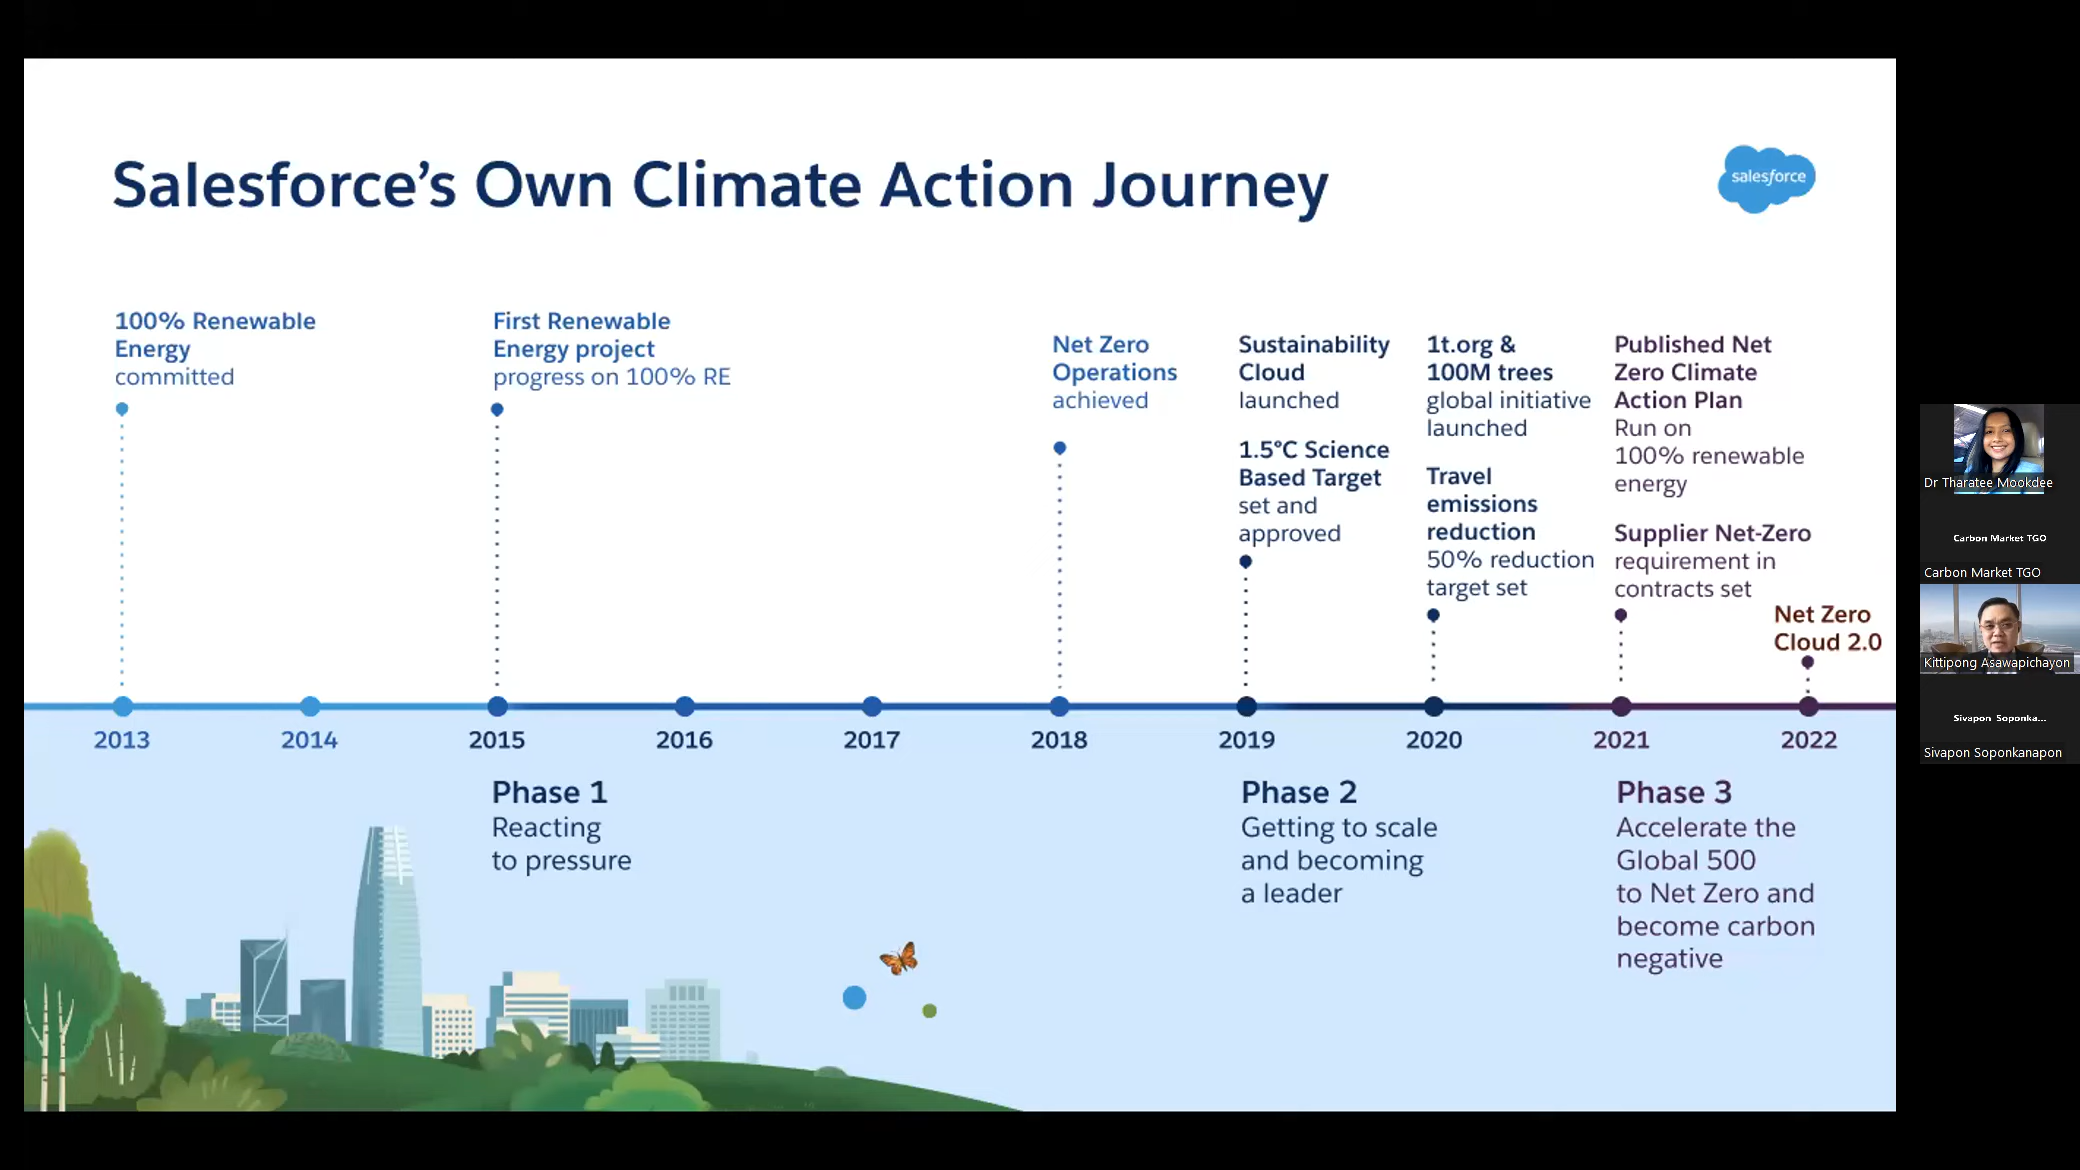 Salesforce’s Own Climate Action Journey
salesforce
100% Renewable
Energy
committed
First Renewable
Energy project
progress on 100% RE
Net Zero
Operations
achieved
Sustainability
Cloud
launched
1.5°C Science
Based Target
set and
approved
1t.org &
100M trees
global initiative
launched
Travel
emissions
reduction
50% reduction
target set
Published Net
Zero Climate
Action Plan
Run on
100% renewable
energy
Supplier Net-Zero
requirement in
contracts set
Net Zero
Cloud 2.0
2013
2014
2015
2016
2017
2018
2019
2020
2021
2022
Phase 1
Reacting
to pressure
Phase 2
Getting to scale
and becoming
a leader
Phase 3
Accelerate the
Global 500
to Net Zero and
become carbon
negative
Dr Tharatee Mookdee
Carbon Market TGO
Carbon Market TGO
Kittipong Asawapichayon
Sivapon Soponka...
Sivapon Soponkanapon